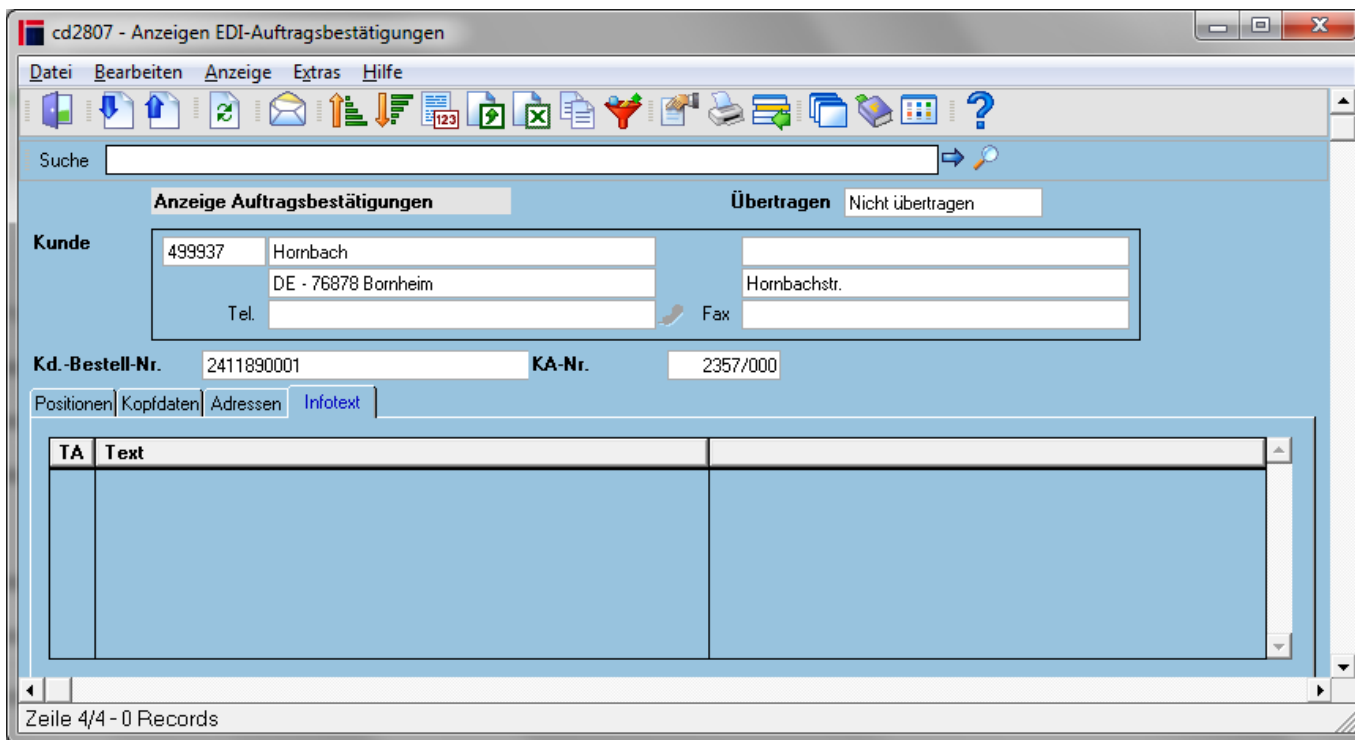 cd2807 - Anzeigen EDI-Auftragsbestätigungen
Datei Bearbeiten Anzeige Extras Hilfe
123
Suche
Anzeige Auftragsbestätigungen Übertragen Nicht übertragen
Kunde 499937 Hornbach
DE - 76878 Bornheim Hornbachstr.
Tel. Fax
Kd.-Bestell-Nr. 2411890001 KA-Nr. 2357/000
Positionen Kopfdaten Adressen Infotext
TA Text
Zeile 4/4 - 0 Records